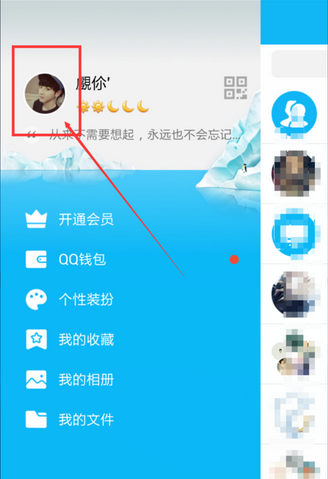 覤伱'
“ 从来不需要想起，永远也不会忘记...
开通会员
QQ钱包
个性装扮
我的收藏
我的相册
我的文件